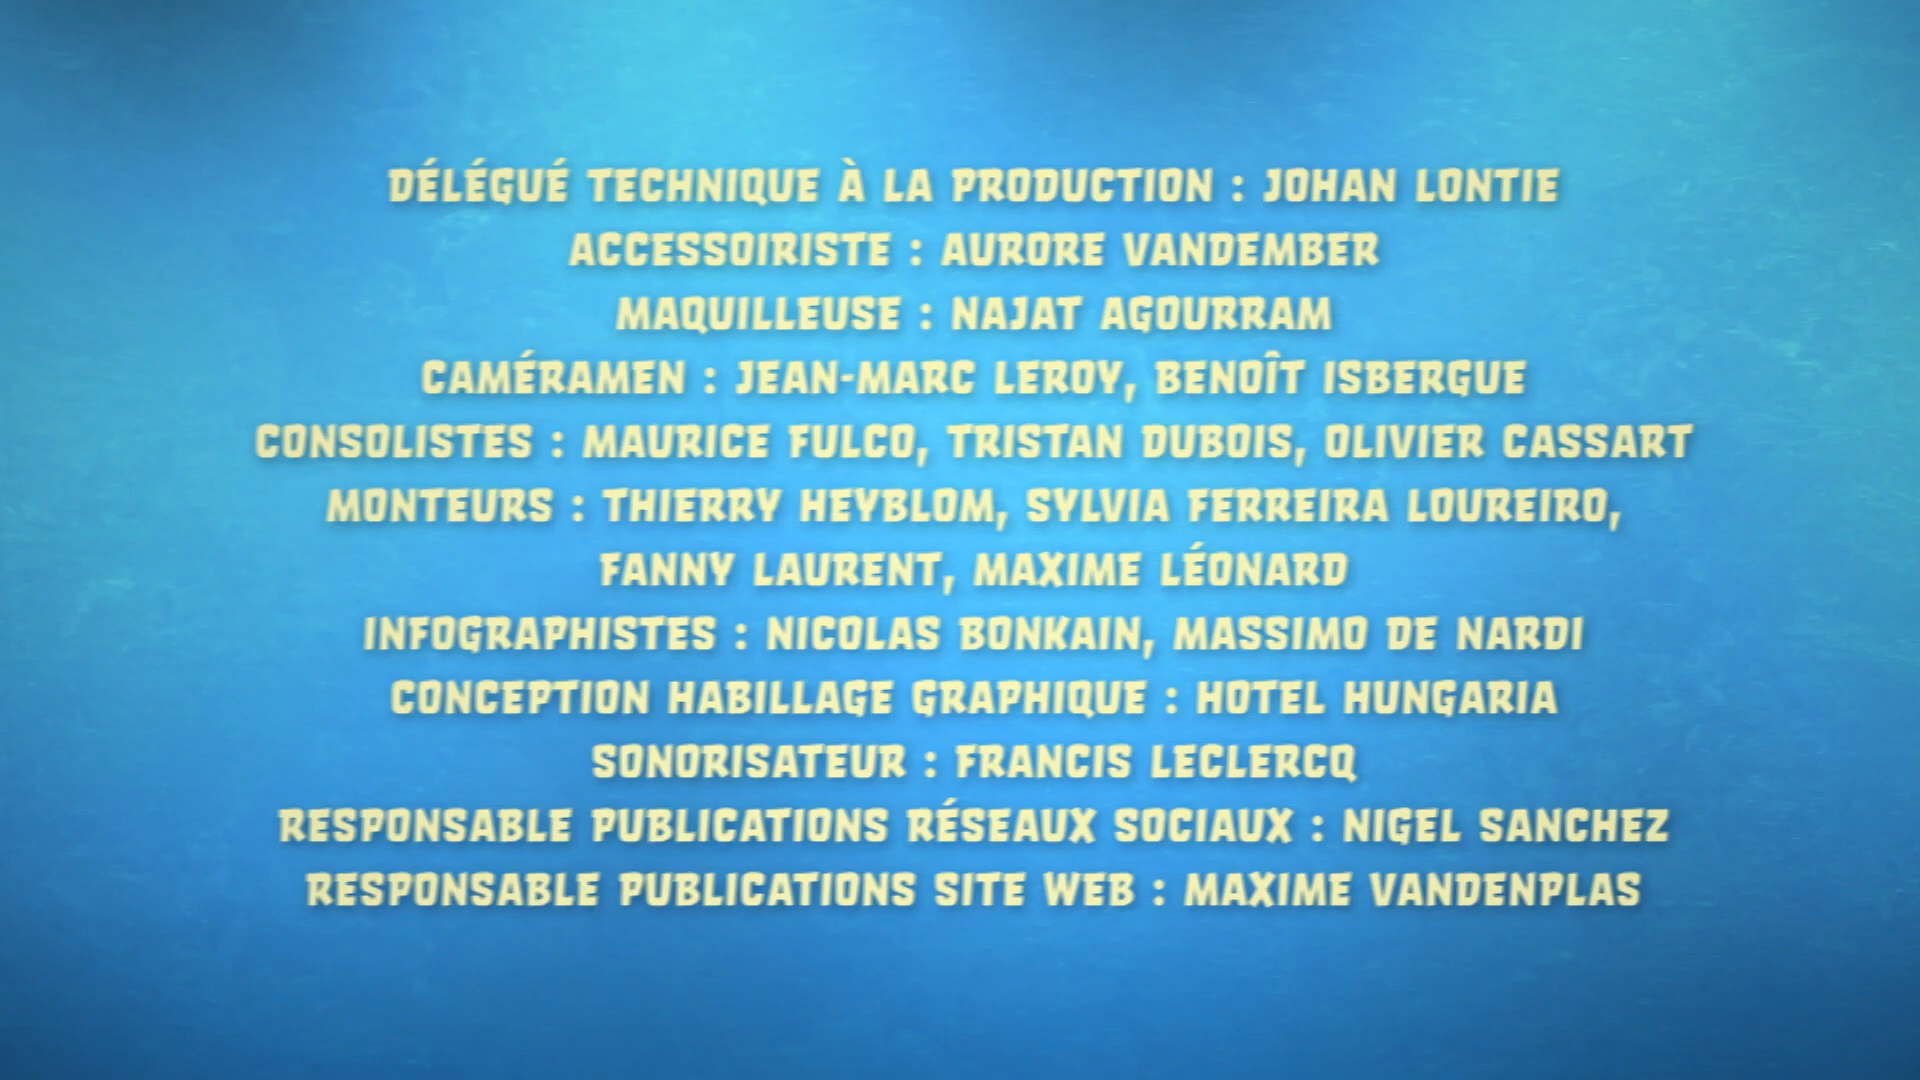 DÉLÉGUÉ TECHNIQUE À LA PRODUCTION : JOHAN LONTIE
ACCESSOIRISTE : AURORE VANDEMBER
MAQUILLEUSE : NAJAT AGOURRAM
CAMÉRAMEN : JEAN-MARC LEROY, BENOÎT ISBERGUE
CONSOLISTES : MAURICE FULCO, TRISTAN DUBOIS, OLIVIER CASSART
MONTEURS : THIERRY HEYBLOM, SYLVIA FERREIRA LOUREIRO,
FANNY LAURENT, MAXIME LÉONARD
INFOGRAPHISTES : NICOLAS BONKAIN, MASSIMO DE NARDI
CONCEPTION HABILLAGE GRAPHIQUE : HOTEL HUNGARIA
SONORISATEUR : FRANCIS LECLERCQ
RESPONSABLE PUBLICATIONS RÉSEAUX SOCIAUX : NIGEL SANCHEZ
RESPONSABLE PUBLICATIONS SITE WEB : MAXIME VANDENPLAS